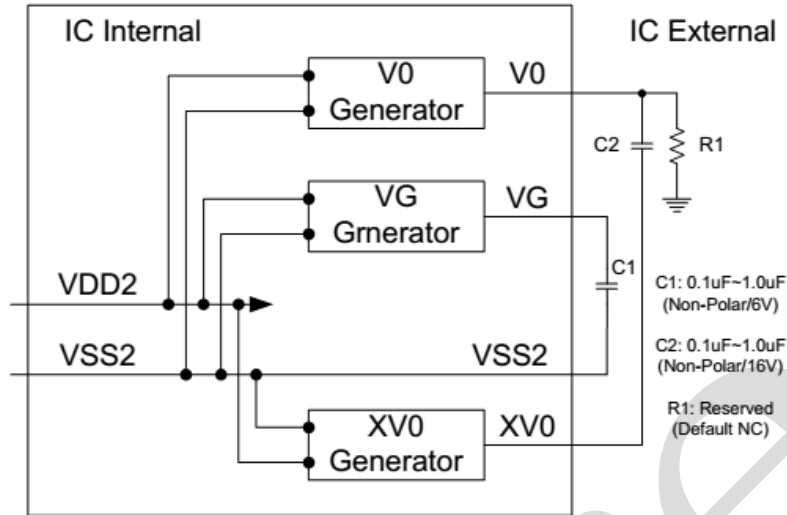 IC Internal
IC External
V0
Generator
V0
C2
R1
VG
Grnerator
VG
C1
VDD2
C1: 0.1uF~1.0uF
(Non-Polar/6V)
VSS2
VSS2
C2: 0.1uF~1.0uF
(Non-Polar/16V)
XV0
Generator
XV0
R1: Reserved
(Default NC)